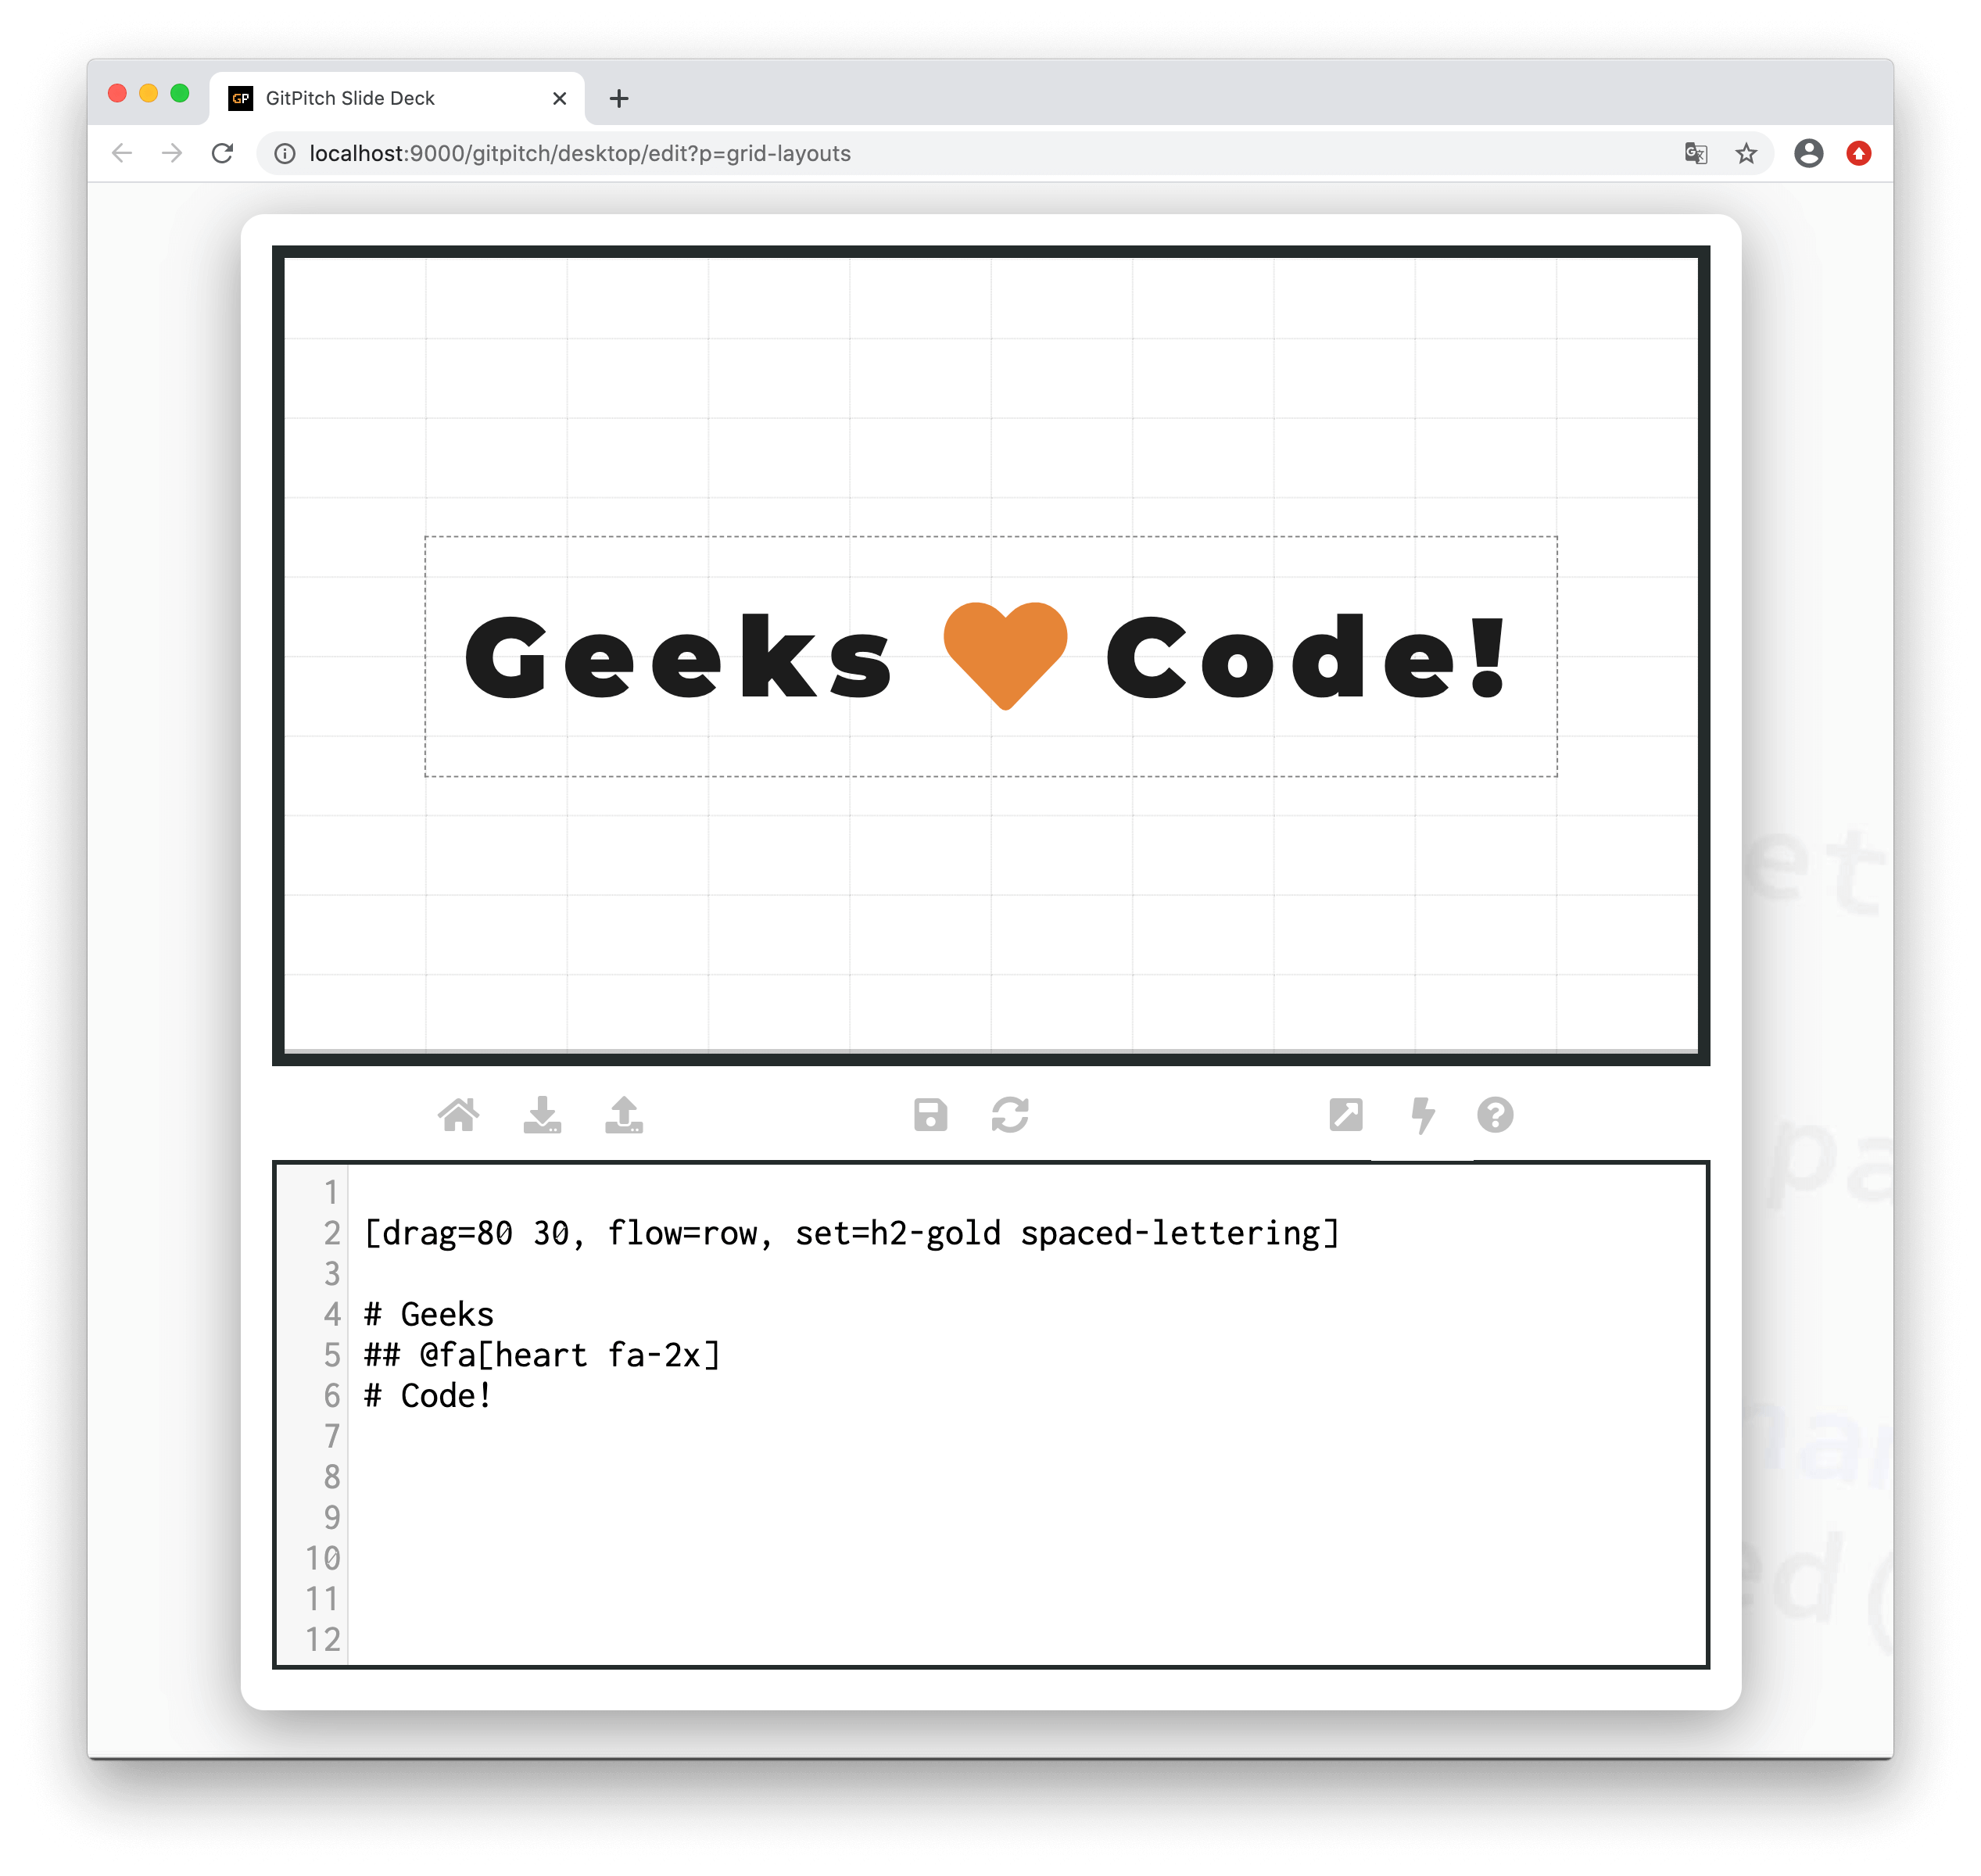 GP GitPitch Slide Deck
localhost:9000/gitpitch/desktop/edit?p=grid-layouts
Geeks Code!
1
2 [drag=80 30, flow=row, set=h2-gold spaced-lettering]
3
4 # Geeks
5 ## @fa[heart fa-2x]
6 # Code!
7
8
9
10
11
12